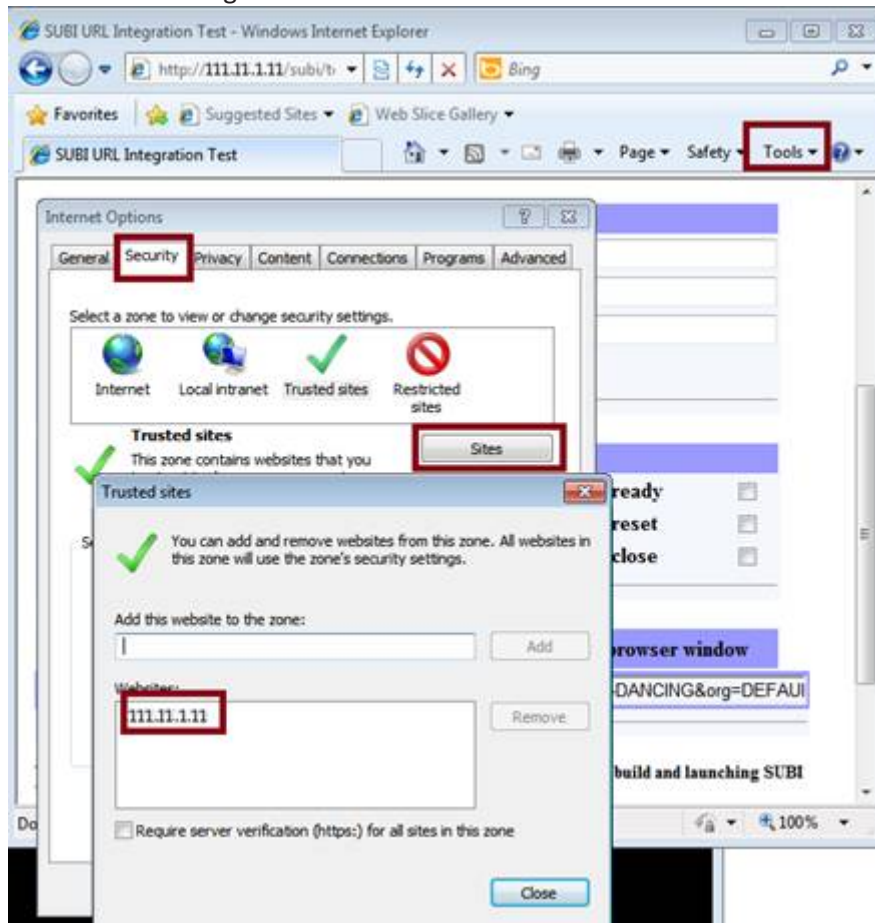 SUBI URL Integration Test - Windows Internet Explorer
http://111.11.1.11/subi/t
Bing
Favorites Suggested Sites Web Slice Gallery
SUBI URL Integration Test Page Safety Tools
Internet Options
General Security Privacy Content Connections Programs Advanced
Select a zone to view or change security settings.
Internet Local intranet Trusted sites Restricted
sites
Trusted sites
Sites
This zone contains websites that you
Trusted sites
ready
You can add and remove websites from this zone. All websites in
this zone will use the zone's security settings.
reset
close
Add this website to the zone:
Add
browser window
Websites:
-DANCING&org=DEFAUI
111.11.1.11
Remove
build and launching SUBI
Require server verification (https:) for all sites in this zone
Do
100%
Close